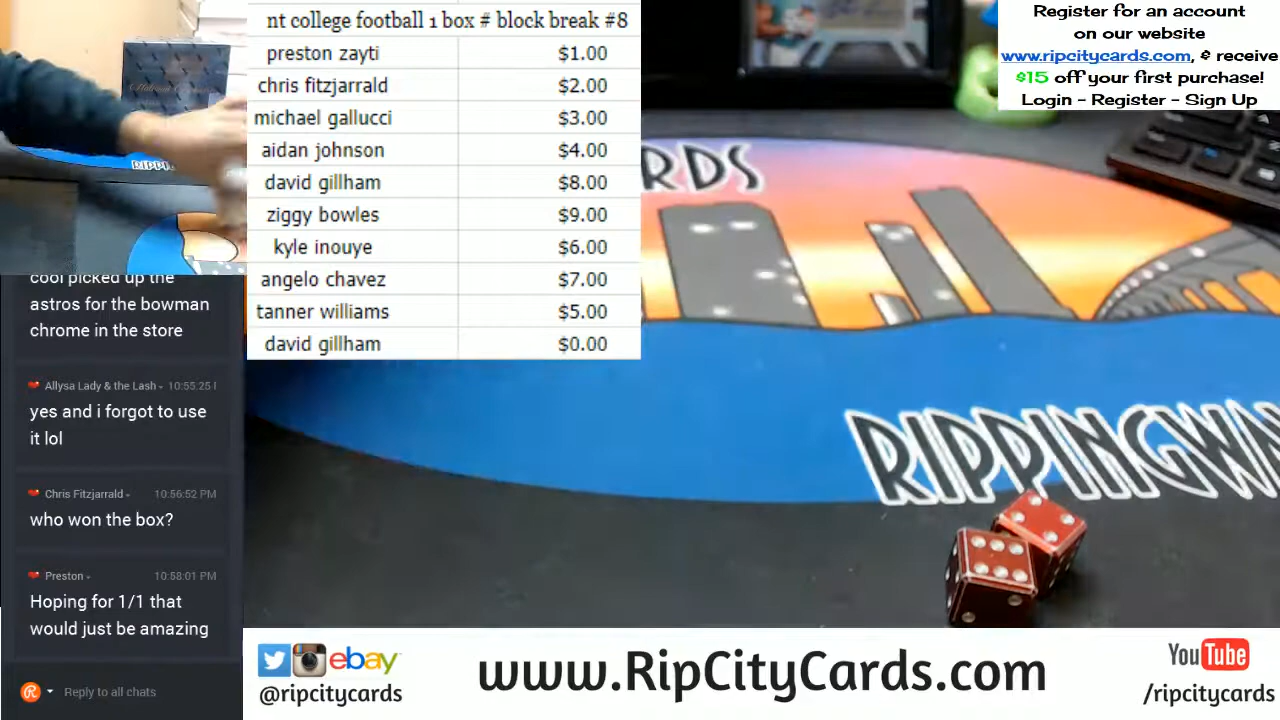 nt college football 1 box # block break #8
preston zayti $1.00
chris fitzjarrald $2.00
michael gallucci $3.00
aidan johnson $4.00
david gillham $8.00
ziggy bowles $9.00
kyle inouye $6.00
angelo chavez $7.00
tanner williams $5.00
david gillham $0.00
Register for an account
on our website
www.ripcitycards.com, & receive
$15 off your first purchase!
Login - Register - Sign Up
RIPP
RDS
RIPPINGWA
cool picked up the
astros for the bowman
chrome in the store
Allysa Lady & the Lash 10:55:25
yes and i forgot to use
it lol
Chris Fitzjarrald 10:56:52 PM
who won the box?
Preston 10:58:01 PM
Hoping for 1/1 that
would just be amazing
Reply to all chats
ebay
@ripcitycards
www.RipCityCards.com
YouTube
/ripcitycards